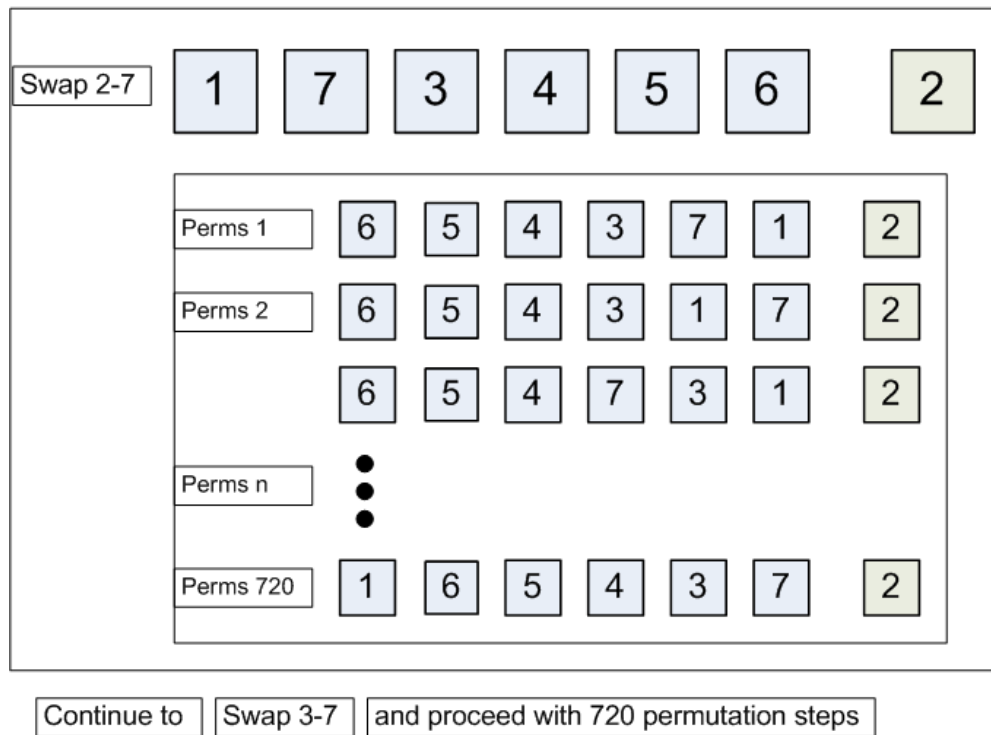 Swap 2-7 1 7 3 4 5 6 2
Perms 1 6 5 4 3 7 1 2
Perms 2 6 5 4 3 1 7 2
6 5 4 7 3 1 2
Perms n
Perms 720 1 6 5 4 3 7 2
Continue to Swap 3-7 and proceed with 720 permutation steps